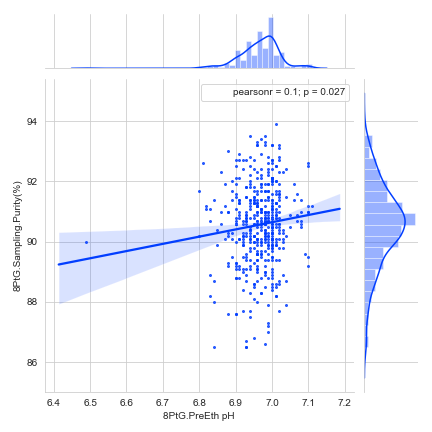 pearsonr = 0.1; p = 0.027
94
92
90
88
86
8PtG.Sampling.Purity(%)
6.4 6.5 6.6 6.7 6.8 6.9 7.0 7.1 7.2
8PtG.PreEth pH